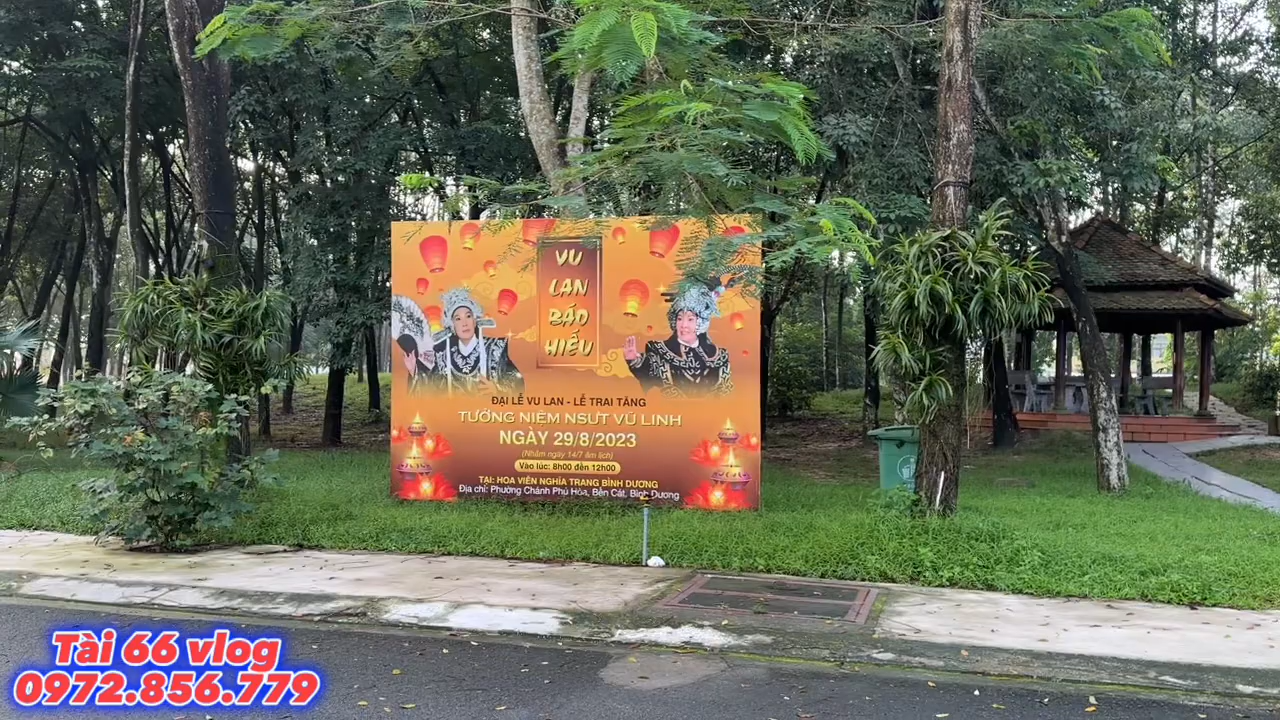 VU
LAN
BÁO
HIẾU
ĐẠI LỄ VU LAN - LỄ TRAI TĂNG
TƯỞNG NIỆM NSƯT VŨ LINH
NGÀY 29/8/2023
(Nhằm ngày 14/7 âm lịch)
Vào lúc: 8h00 đến 12h00
TẠI: HOA VIÊN NGHĨA TRANG BÌNH DƯƠNG
Địa chỉ: Phường Chánh Phú Hòa, Bến Cát, Bình Dương
Tài 66 vlog
0972.856.779